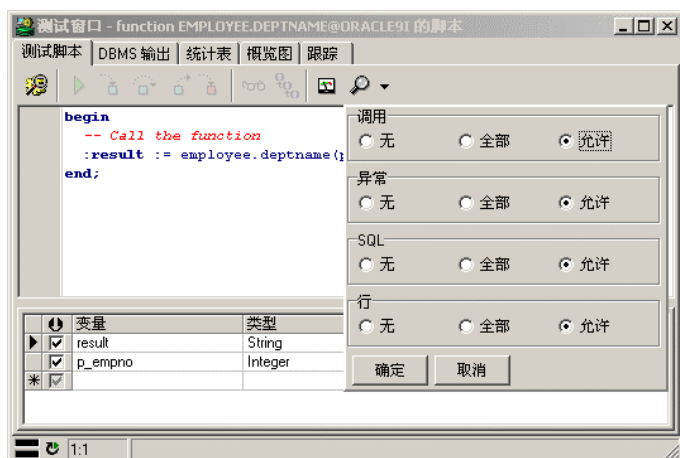 测试窗口 - function EMPLOYEE.DEPTNAME@ORACLE9I 的脚本
测试脚本 DBMS 输出 统计表 概览图 跟踪
begin
-- Call the function
:result := employee.deptname(p
end;
调用
无 全部 允许
异常
无 全部 允许
SQL
无 全部 允许
行
无 全部 允许
确定 取消
变量 类型
result String
p_empno Integer
1:1